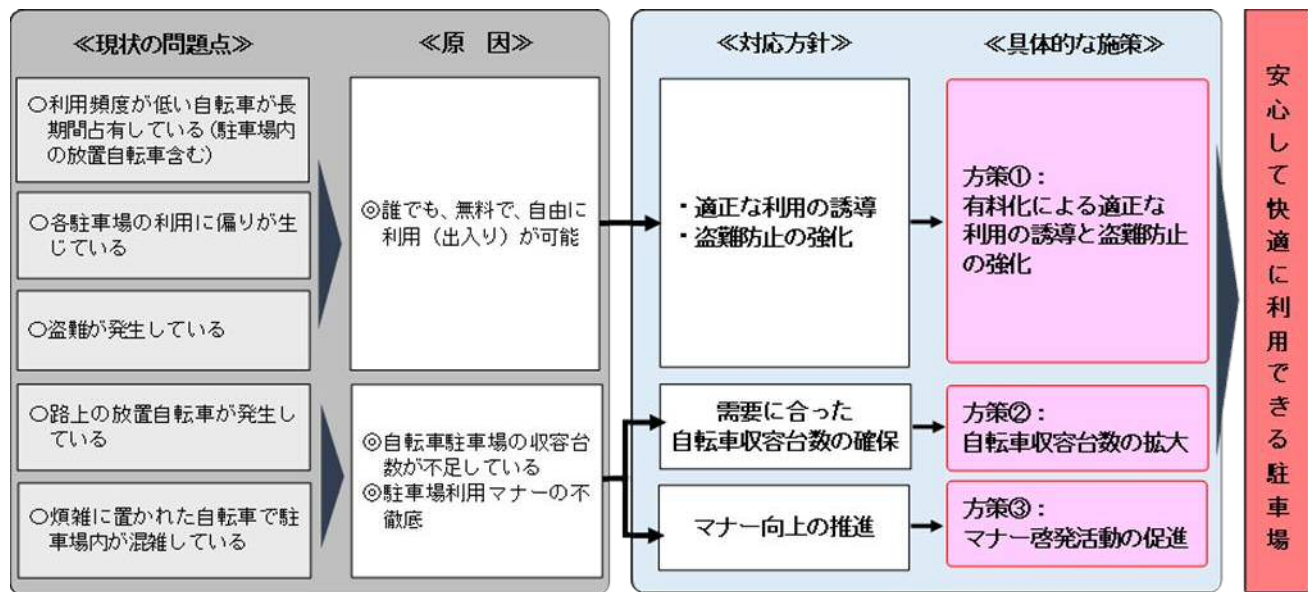 ≪現状の問題点≫
○利用頻度が低い自転車が長
期間占有している(駐車場内
の放置自転車含む)
○各駐車場の利用に偏りが生
じている
○盗難が発生している
○路上の放置自転車が発生し
ている
○煩雑に置かれた自転車で駐
車場内が混雑している
≪原　因≫
◎誰でも、無料で、自由に
利用（出入り）が可能
◎自転車駐車場の収容台
数が不足している
◎駐車場利用マナーの不
徹底
≪対応方針≫
・適正な利用の誘導
・盗難防止の強化
需要に合った
自転車収容台数の確保
マナー向上の推進
≪具体的な施策≫
方策①：
有料化による適正な
利用の誘導と盗難防止
の強化
方策②：
自転車収容台数の拡大
方策③：
マナー啓発活動の促進
安心して快適に利用できる駐車場